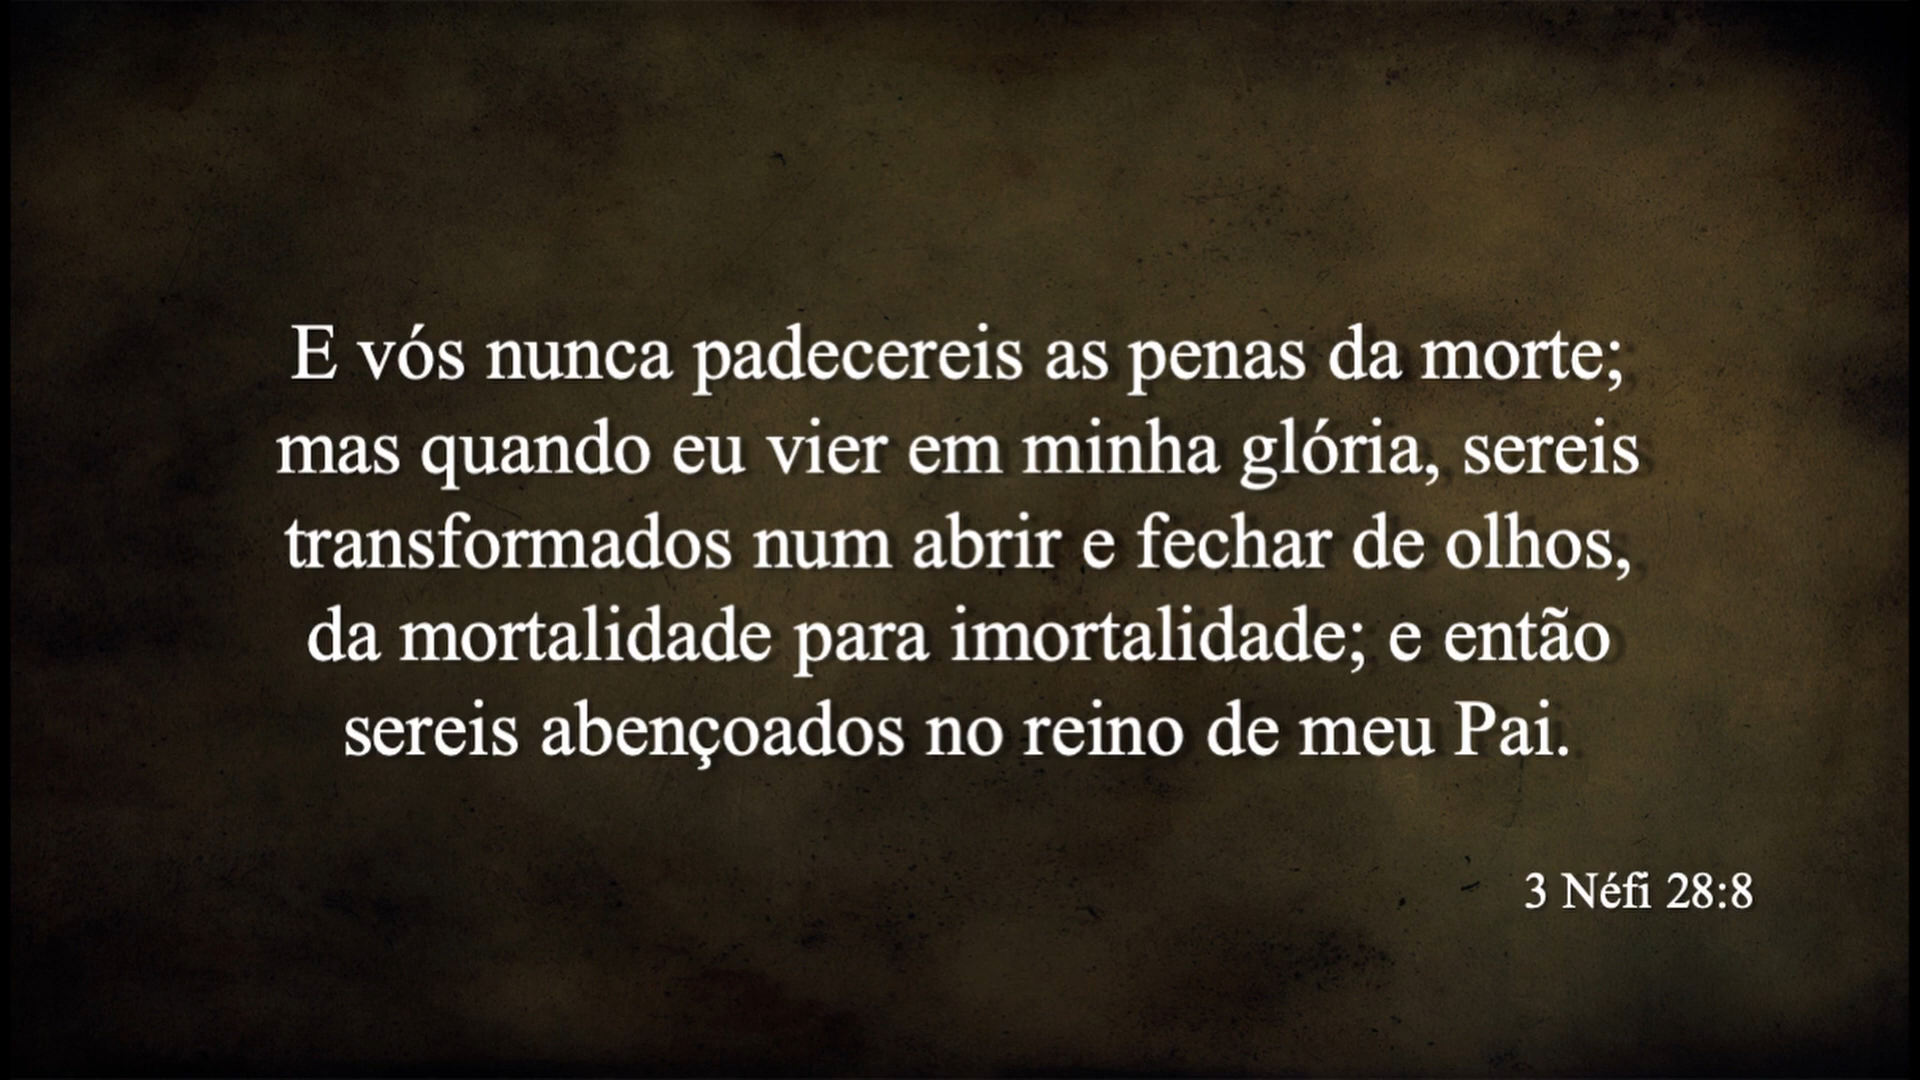 E vós nunca padecereis as penas da morte;
mas quando eu vier em minha glória, sereis
transformados num abrir e fechar de olhos,
da mortalidade para imortalidade; e então
sereis abençoados no reino de meu Pai.
3 Néfi 28:8